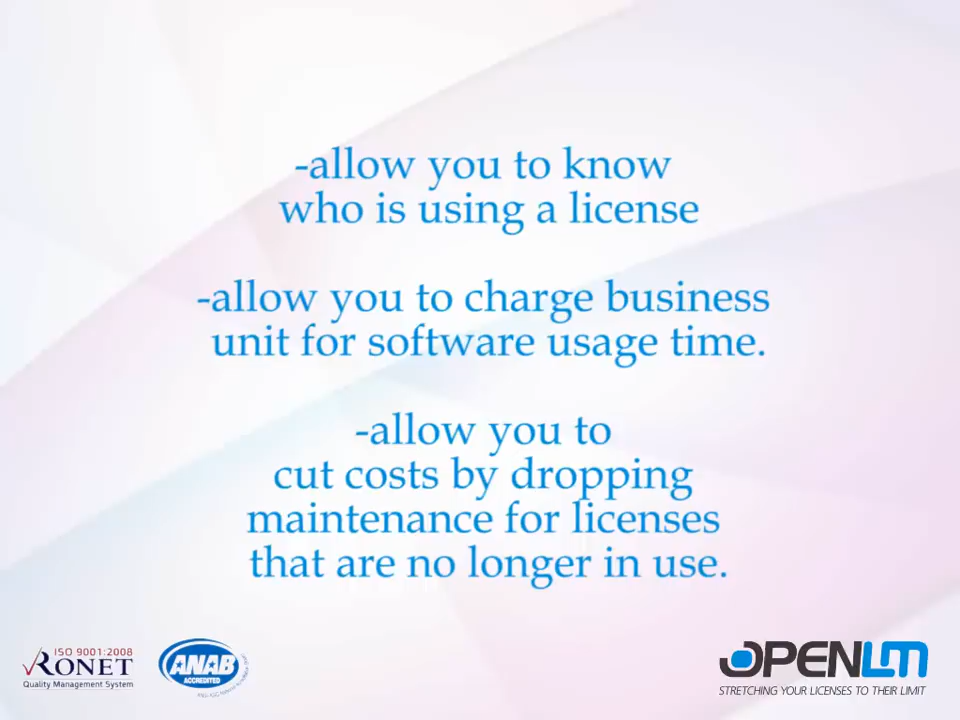 -allow you to know
who is using a license
-allow you to charge business
unit for software usage time.
-allow you to
cut costs by dropping
maintenance for licenses
that are no longer in use.
ISO 9001:2008
RONET
Quality Management System
ANAB
ACCREDITED
OPENLM
STRETCHING YOUR LICENSES TO THEIR LIMIT